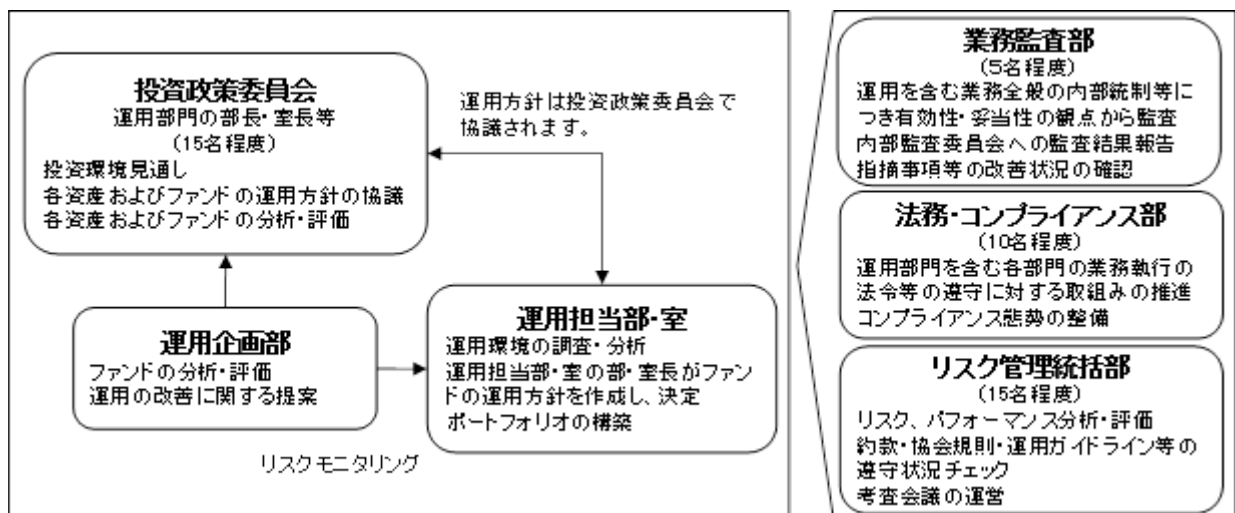 投資政策委員会
運用部門の部長・室長等
(15名程度)
投資環境見通し
各資産およびファンドの運用方針の協議
各資産およびファンドの分析・評価
運用方針は投資政策委員会で
協議されます。
運用企画部
ファンドの分析・評価
運用の改善に関する提案
運用担当部・室
運用環境の調査・分析
運用担当部・室の部・室長がファン
ドの運用方針を作成し、決定
ポートフォリオの構築
リスクモニタリング
業務監査部
(5名程度)
運用を含む業務全般の内部統制等に
つき有効性・妥当性の観点から監査
内部監査委員会への監査結果報告
指摘事項等の改善状況の確認
法務・コンプライアンス部
(10名程度)
運用部門を含む各部門の業務執行の
法令等の遵守に対する取組みの推進
コンプライアンス態勢の整備
リスク管理統括部
(15名程度)
リスク、パフォーマンス分析・評価
約款・協会規則・運用ガイドライン等の
遵守状況チェック
考査会議の運営